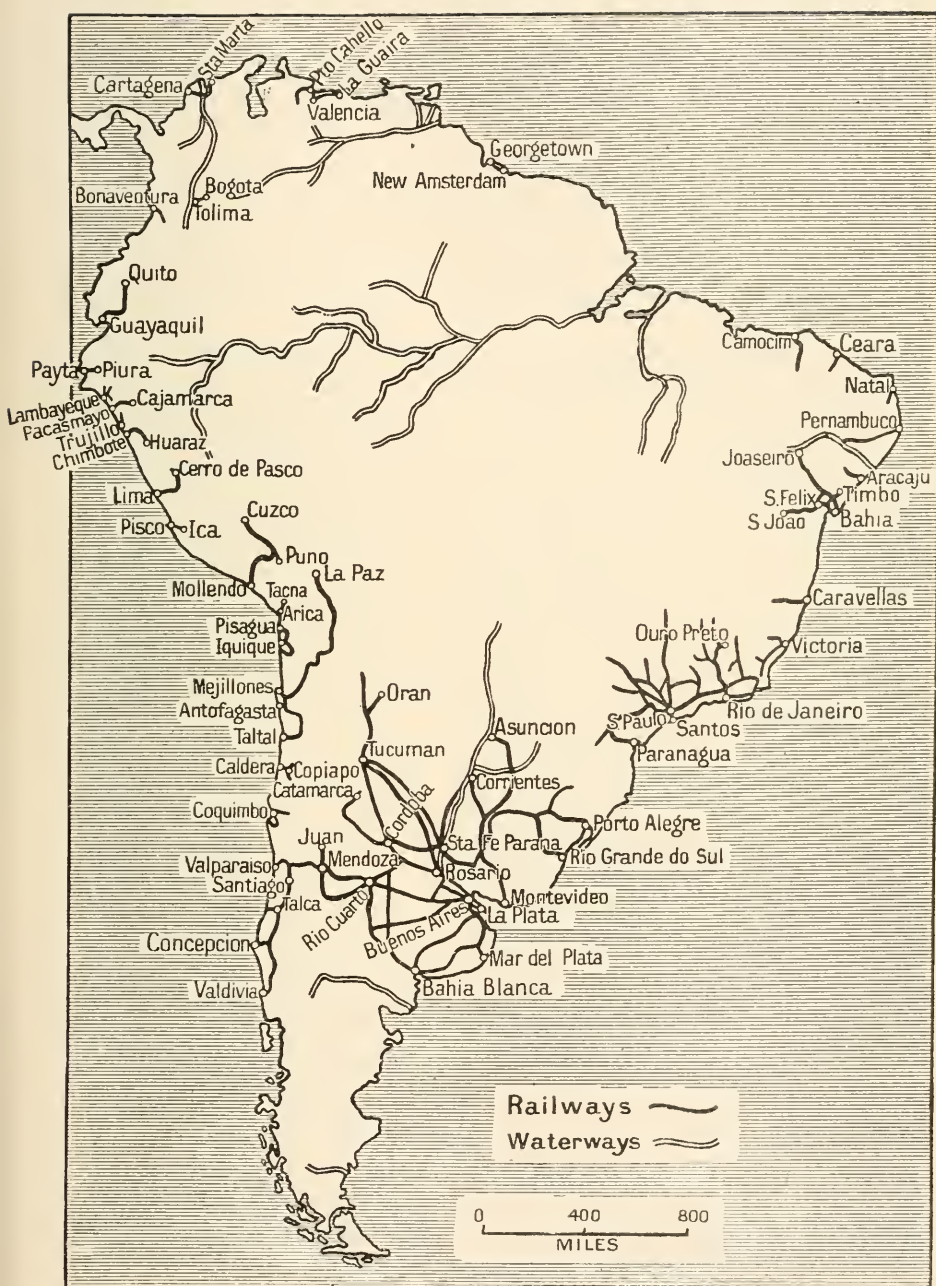 Sta Marta
Pto Cabello
La Guaira
Cartagena
Valencia
Georgetown
New Amsterdam
Bogota
Bonaventura
Tolima
Quito
Guayaquil
Camocim
Ceara
Payta
Piura
Natal
Lambayeque
Cajamarca
Pacasmayo
Pernambuco
Trujillo
Huaraz
Chimbote
Joaseiro
Cerro de Pasco
Aracaju
Lima
S. Felix
Timbo
Cuzco
S Joao
Bahia
Pisco
Ica
Puno
La Paz
Mollendo
Tacna
Caravellas
Arica
Pisagua
Ouro Preto
Iquique
Victoria
Mejillones
Oran
Rio de Janeiro
Antofagasta
S. Paulo
Santos
Asuncion
Taltal
Tucuman
Paranagua
Caldera
Copiapo
Corrientes
Catamarca
Cordoba
Coquimbo
Porto Alegre
Juan
Sta Fe Parana
Mendoza
Rio Grande do Sul
Valparaiso
Rosario
Santiago
Montevideo
Talca
La Plata
Rio Cuarto
Buenos Aires
Concepcion
Mar del Plata
Valdivia
Bahia Blanca
Railways
Waterways
0 400 800
MILES